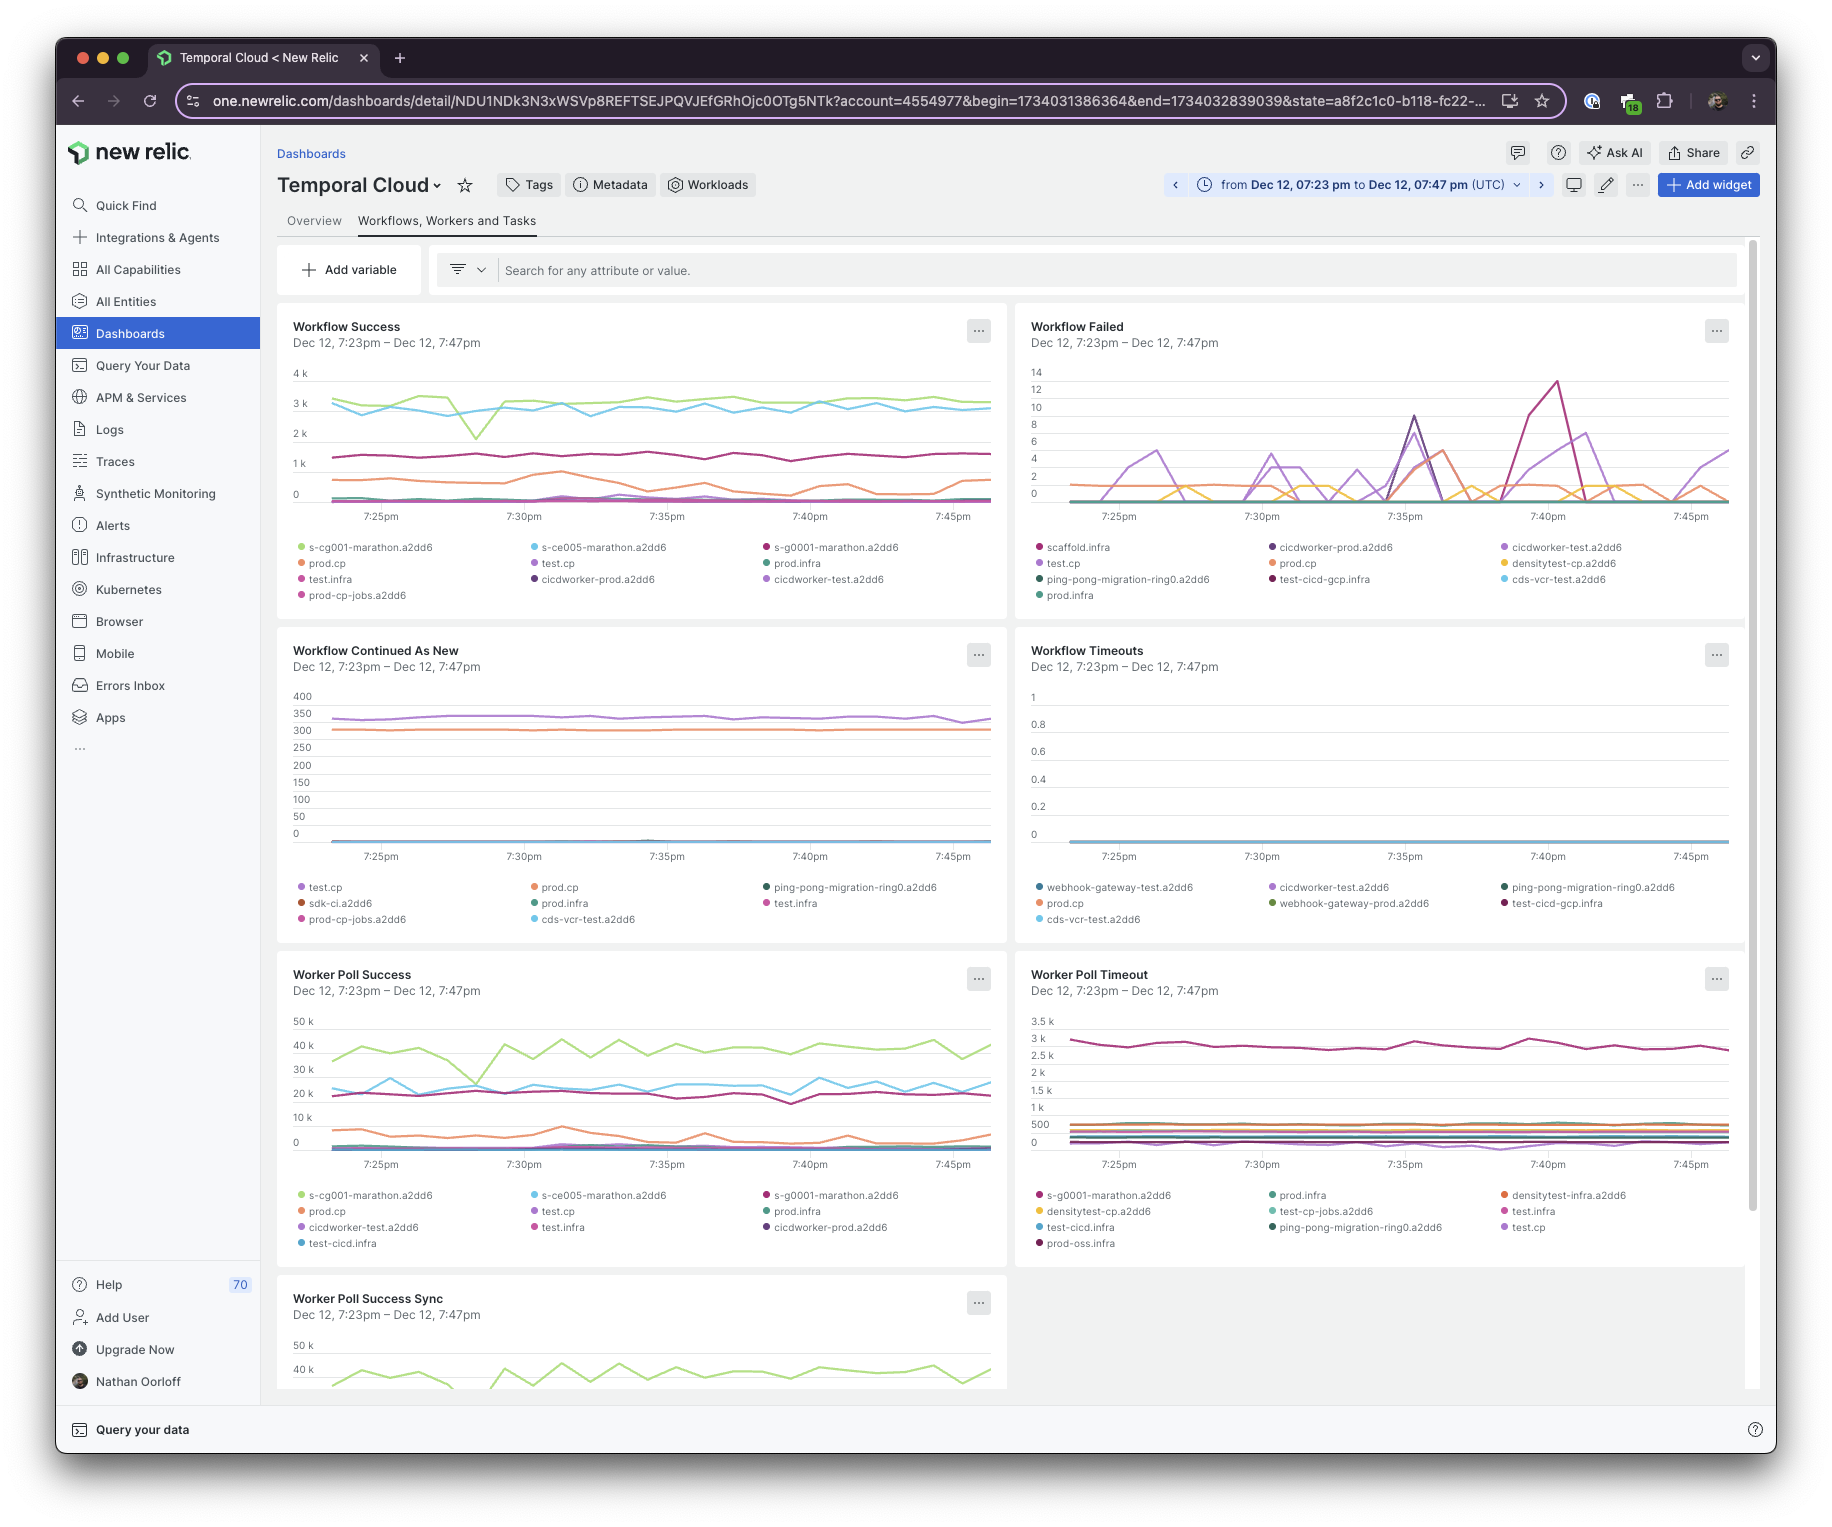 Temporal Cloud < New Relic
one.newrelic.com/dashboards/detail/NDU1NDk3N3xWSVp8REFTSEJPQVJEfGRhOjc0OTg5NTk?account=4554977&begin=1734031386364&end=1734032839039&state=a8f2c1c0-b118-fc22-...
18
new relic.
Quick Find
Integrations & Agents
All Capabilities
All Entities
Dashboards
Query Your Data
APM & Services
Logs
Traces
Synthetic Monitoring
Alerts
Infrastructure
Kubernetes
Browser
Mobile
Errors Inbox
Apps
...
Help 70
Add User
Upgrade Now
Nathan Oorloff
Dashboards
Ask AI Share
Temporal Cloud
Tags Metadata Workloads
from Dec 12, 07:23 pm to Dec 12, 07:47 pm (UTC)
... Add widget
Overview Workflows, Workers and Tasks
Add variable
Search for any attribute or value.
Workflow Success
Dec 12, 7:23pm – Dec 12, 7:47pm
...
4 k
3 k
2 k
1 k
0
7:25pm 7:30pm 7:35pm 7:40pm 7:45pm
s-cg001-marathon.a2dd6 s-ce005-marathon.a2dd6 s-g0001-marathon.a2dd6
prod.cp test.cp prod.infra
test.infra cicdworker-prod.a2dd6 cicdworker-test.a2dd6
prod-cp-jobs.a2dd6
Workflow Failed
Dec 12, 7:23pm – Dec 12, 7:47pm
...
14
12
10
8
6
4
2
0
7:25pm 7:30pm 7:35pm 7:40pm 7:45pm
scaffold.infra cicdworker-prod.a2dd6 cicdworker-test.a2dd6
test.cp prod.cp densitytest-cp.a2dd6
ping-pong-migration-ring0.a2dd6 test-cicd-gcp.infra cds-vcr-test.a2dd6
prod.infra
Workflow Continued As New
Dec 12, 7:23pm – Dec 12, 7:47pm
...
400
350
300
250
200
150
100
50
0
7:25pm 7:30pm 7:35pm 7:40pm 7:45pm
test.cp prod.cp ping-pong-migration-ring0.a2dd6
sdk-ci.a2dd6 prod.infra test.infra
prod-cp-jobs.a2dd6 cds-vcr-test.a2dd6
Workflow Timeouts
Dec 12, 7:23pm – Dec 12, 7:47pm
...
1
0.8
0.6
0.4
0.2
0
7:25pm 7:30pm 7:35pm 7:40pm 7:45pm
webhook-gateway-test.a2dd6 cicdworker-test.a2dd6 ping-pong-migration-ring0.a2dd6
prod.cp webhook-gateway-prod.a2dd6 test-cicd-gcp.infra
cds-vcr-test.a2dd6
Worker Poll Success
Dec 12, 7:23pm – Dec 12, 7:47pm
...
50 k
40 k
30 k
20 k
10 k
0
7:25pm 7:30pm 7:35pm 7:40pm 7:45pm
s-cg001-marathon.a2dd6 s-ce005-marathon.a2dd6 s-g0001-marathon.a2dd6
prod.cp test.cp prod.infra
cicdworker-test.a2dd6 test.infra cicdworker-prod.a2dd6
test-cicd.infra
Worker Poll Timeout
Dec 12, 7:23pm – Dec 12, 7:47pm
...
3.5 k
3 k
2.5 k
2 k
1.5 k
1 k
500
0
7:25pm 7:30pm 7:35pm 7:40pm 7:45pm
s-g0001-marathon.a2dd6 prod.infra densitytest-infra.a2dd6
densitytest-cp.a2dd6 test-cp-jobs.a2dd6 test.infra
test-cicd.infra ping-pong-migration-ring0.a2dd6 test.cp
prod-oss.infra
Worker Poll Success Sync
Dec 12, 7:23pm – Dec 12, 7:47pm
...
50 k
40 k
Query your data